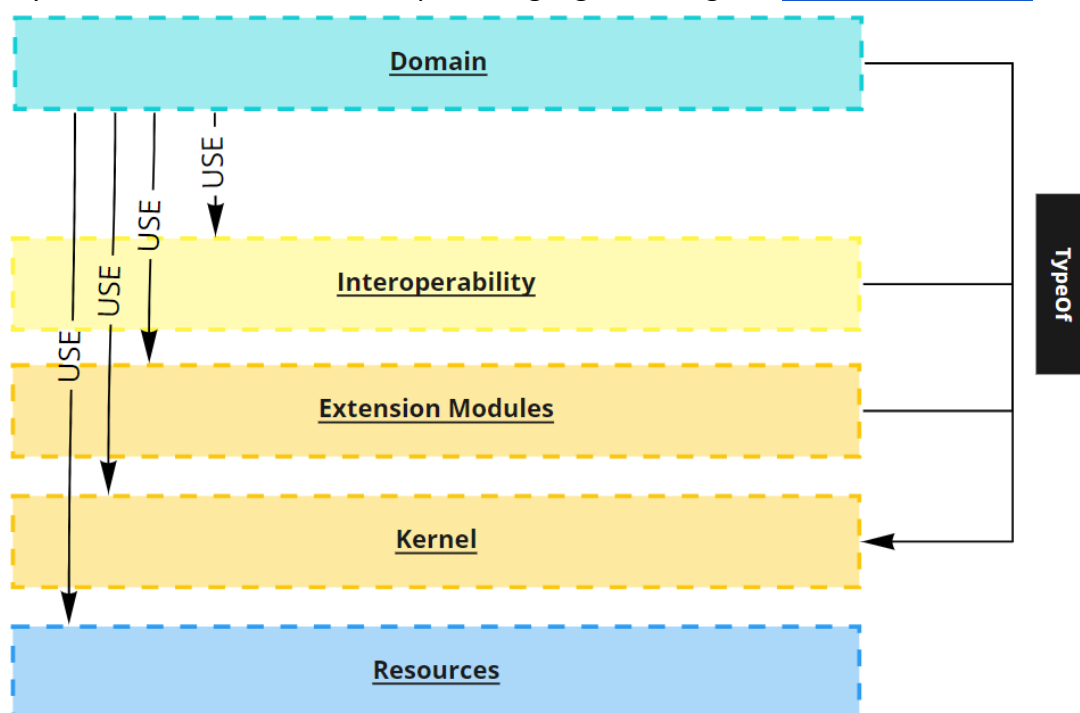 Domain
USE
USE
USE
USE
Interoperability
TypeOf
Extension Modules
Kernel
Resources